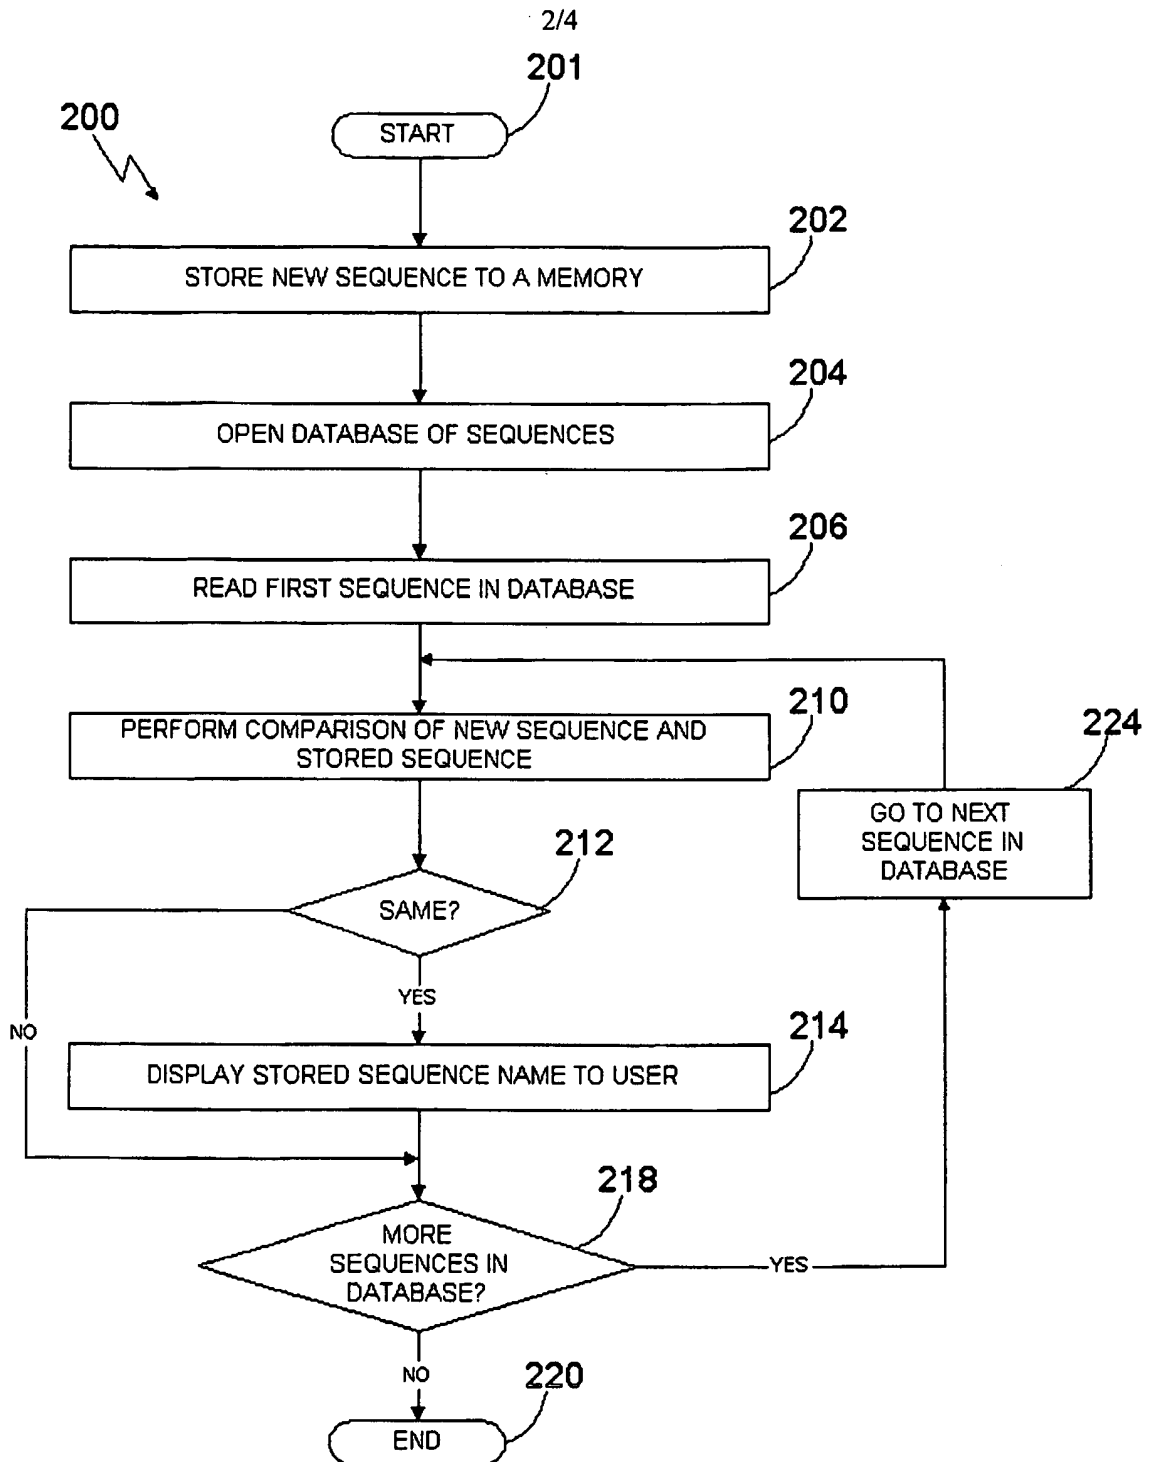 2/4
201
200
START
202
STORE NEW SEQUENCE TO A MEMORY
204
OPEN DATABASE OF SEQUENCES
206
READ FIRST SEQUENCE IN DATABASE
210
PERFORM COMPARISON OF NEW SEQUENCE AND
STORED SEQUENCE
224
GO TO NEXT
SEQUENCE IN
DATABASE
212
SAME?
YES
NO
214
DISPLAY STORED SEQUENCE NAME TO USER
218
MORE
SEQUENCES IN
DATABASE?
YES
NO
220
END